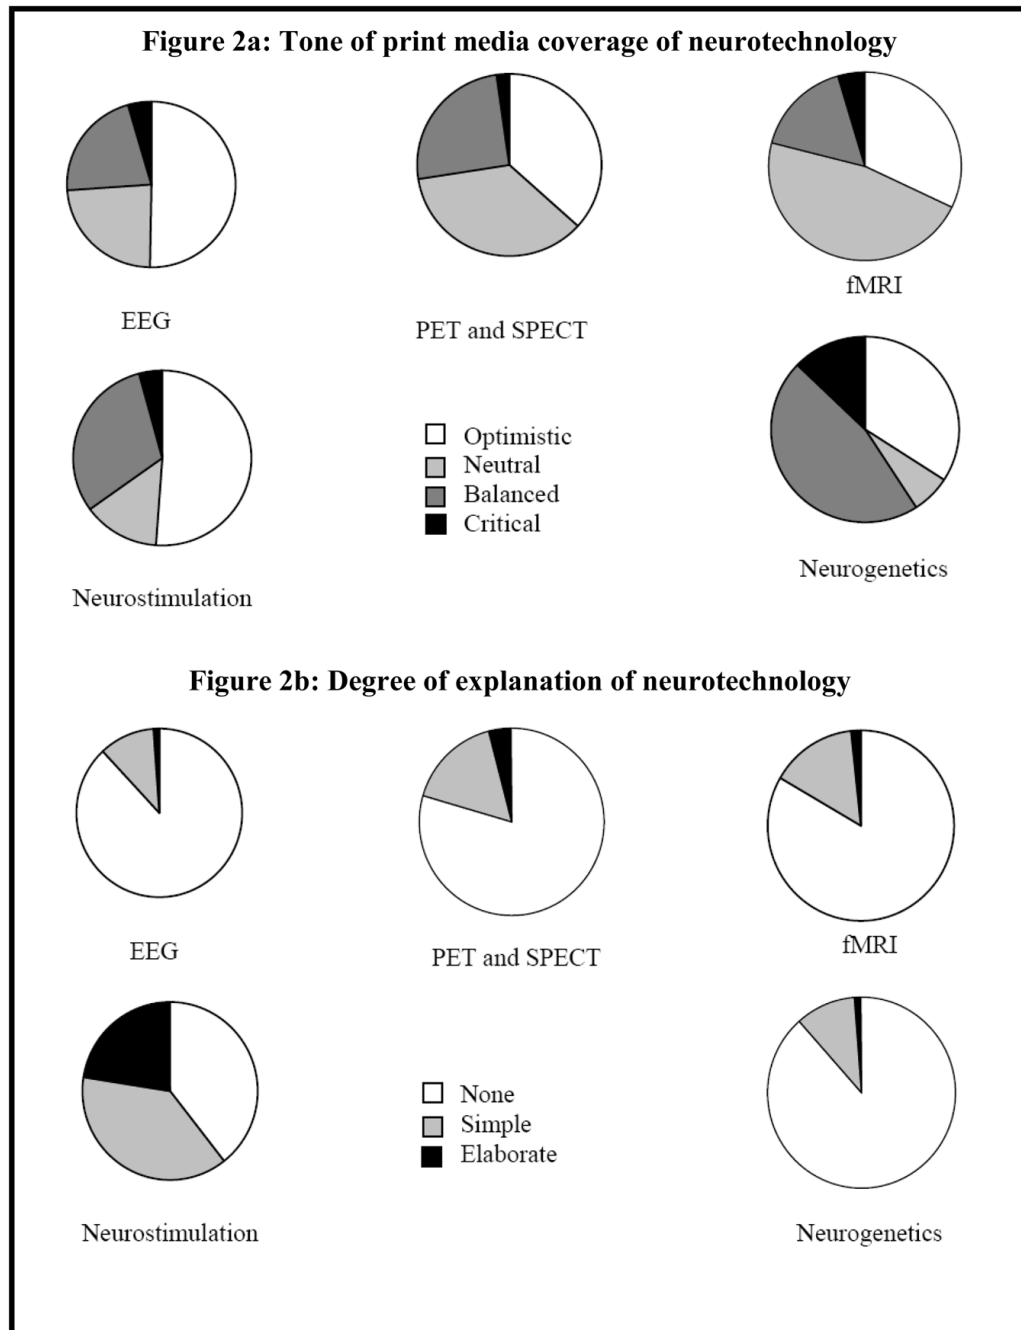 Figure 2a: Tone of print media coverage of neurotechnology
EEG
PET and SPECT
fMRI
Neurostimulation
Optimistic
Neutral
Balanced
Critical
Neurogenetics
Figure 2b: Degree of explanation of neurotechnology
EEG
PET and SPECT
fMRI
Neurostimulation
None
Simple
Elaborate
Neurogenetics